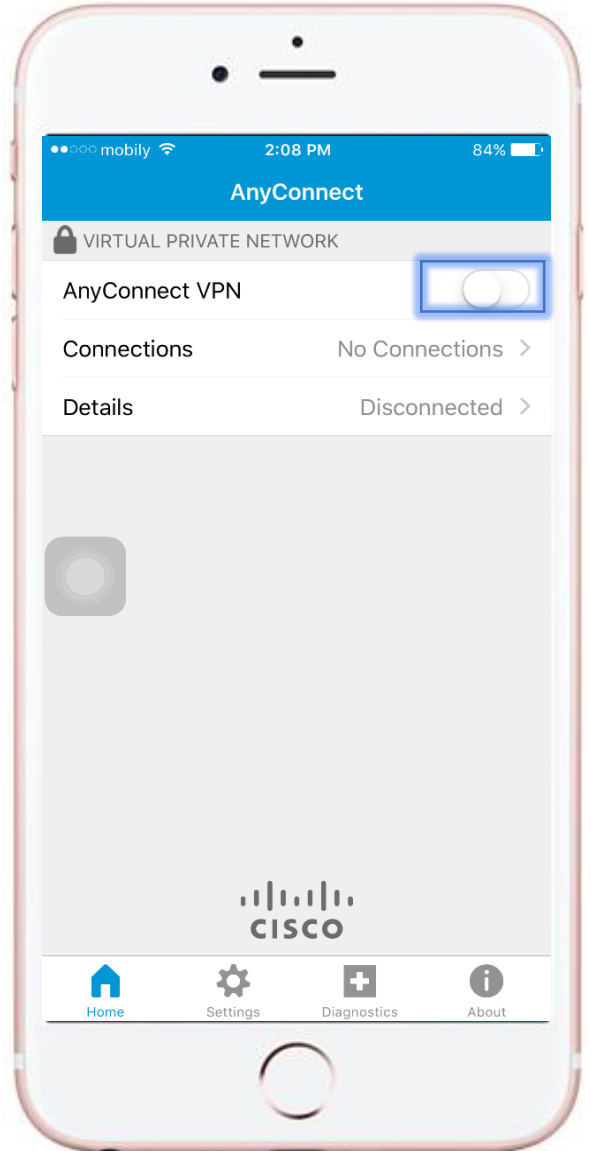 mobily 2:08 PM 84%
AnyConnect
VIRTUAL PRIVATE NETWORK
AnyConnect VPN
Connections No Connections
Details Disconnected
CISCO
Home Settings Diagnostics About